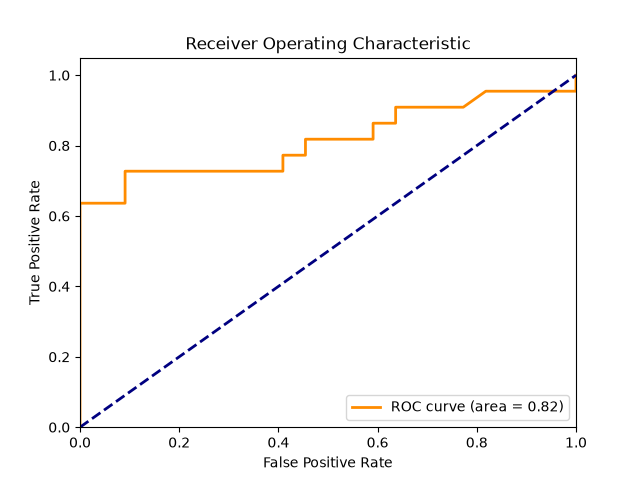 Receiver Operating Characteristic
1.0
0.8
0.6
0.4
0.2
0.0
True Positive Rate
ROC curve (area = 0.82)
0.0 0.2 0.4 0.6 0.8 1.0
False Positive Rate